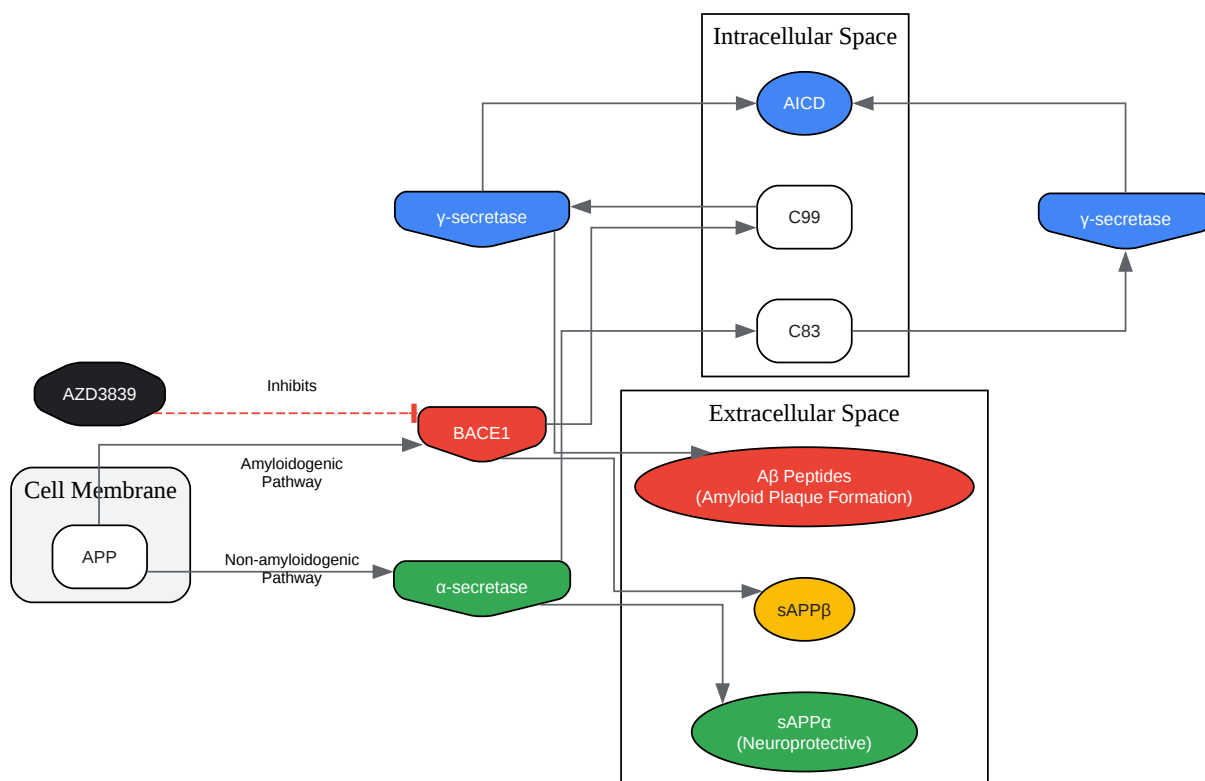 Intracellular Space
AICD
γ-secretase
C99
γ-secretase
C83
AZD3839
Inhibits
BACE1
Amyloidogenic
Pathway
Cell Membrane
APP
Non-amyloidogenic
Pathway
α-secretase
Extracellular Space
Aβ Peptides
(Amyloid Plaque Formation)
sAPPβ
sAPPα
(Neuroprotective)